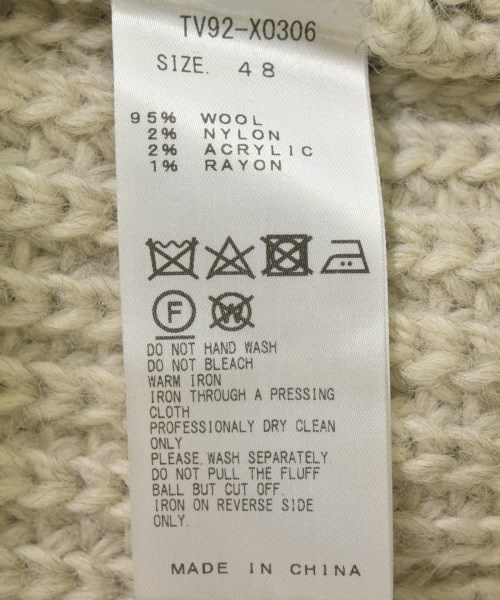 TV92-X0306
SIZE. 48
95% WOOL
2% NYLON
2% ACRYLIC
1% RAYON
F W
DO NOT HAND WASH
DO NOT BLEACH
WARM IRON
IRON THROUGH A PRESSING
CLOTH
PROFESSIONALY DRY CLEAN
ONLY
PLEASE,WASH SEPARATELY
DO NOT PULL THE FLUFF
BALL BUT CUT OFF.
IRON ON REVERSE SIDE
ONLY.
MADE IN CHINA